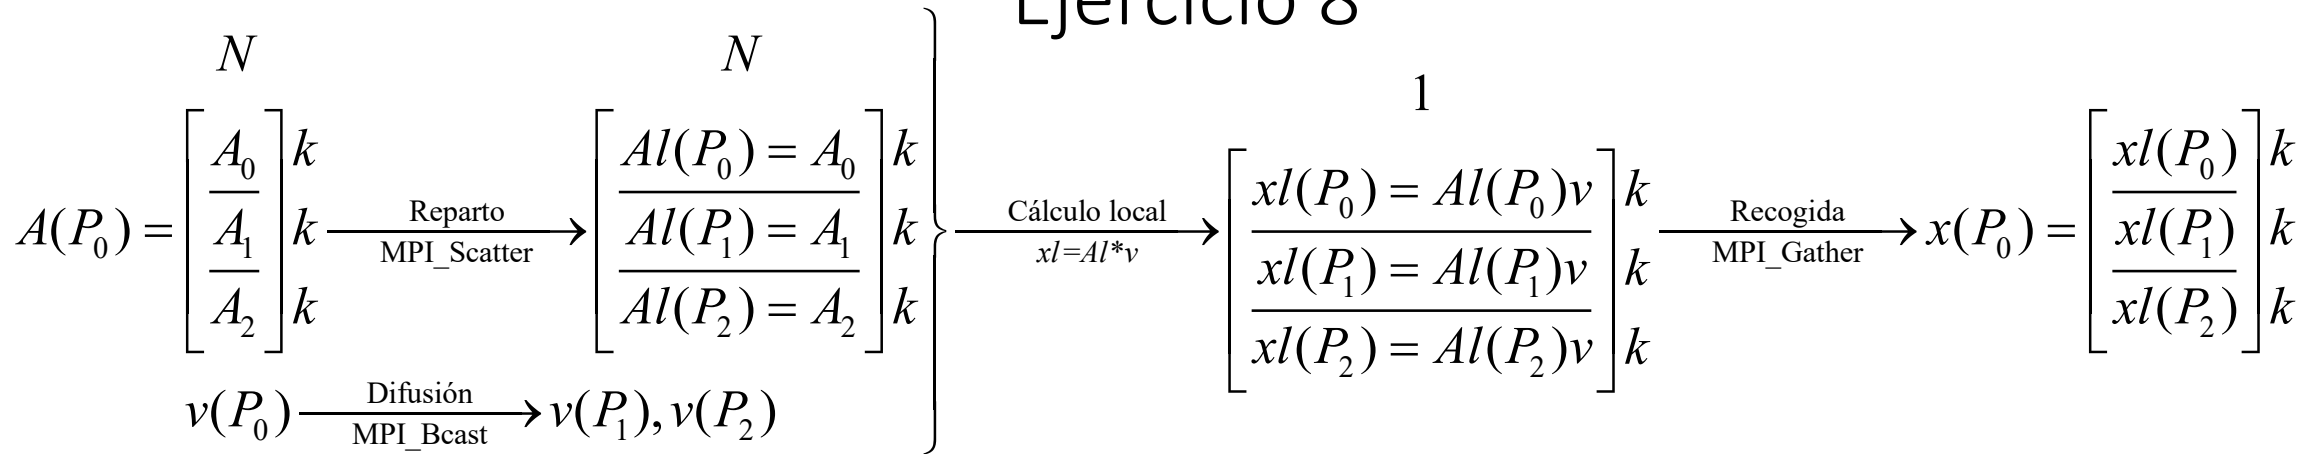 Ejercicio 8
N N
1
A(P₀) = [A₀ / A₁ / A₂] k k k Reparto MPI_Scatter → [Al(P₀) = A₀ / Al(P₁) = A₁ / Al(P₂) = A₂] k k k } Cálculo local xl=Al*v → [xl(P₀) = Al(P₀)v / xl(P₁) = Al(P₁)v / xl(P₂) = Al(P₂)v] k k k Recogida MPI_Gather → x(P₀) = [xl(P₀) / xl(P₁) / xl(P₂)] k k k
v(P₀) Difusión MPI_Bcast → v(P₁), v(P₂)